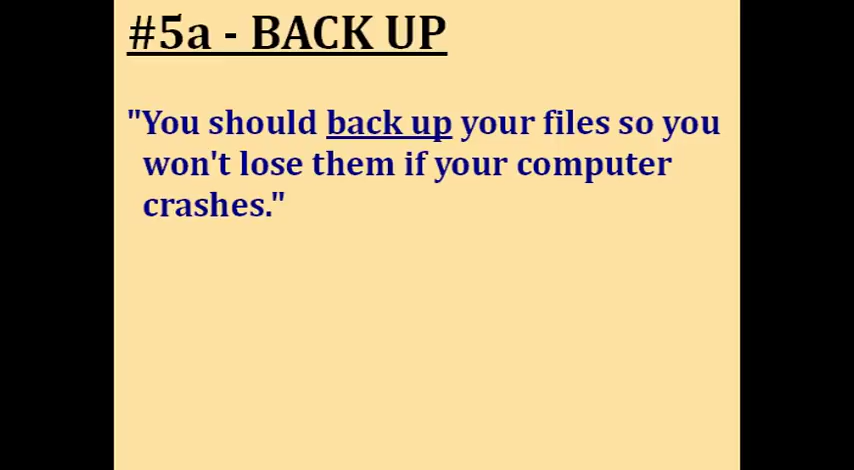 #5a - BACK UP
"You should back up your files so you
won't lose them if your computer
crashes."